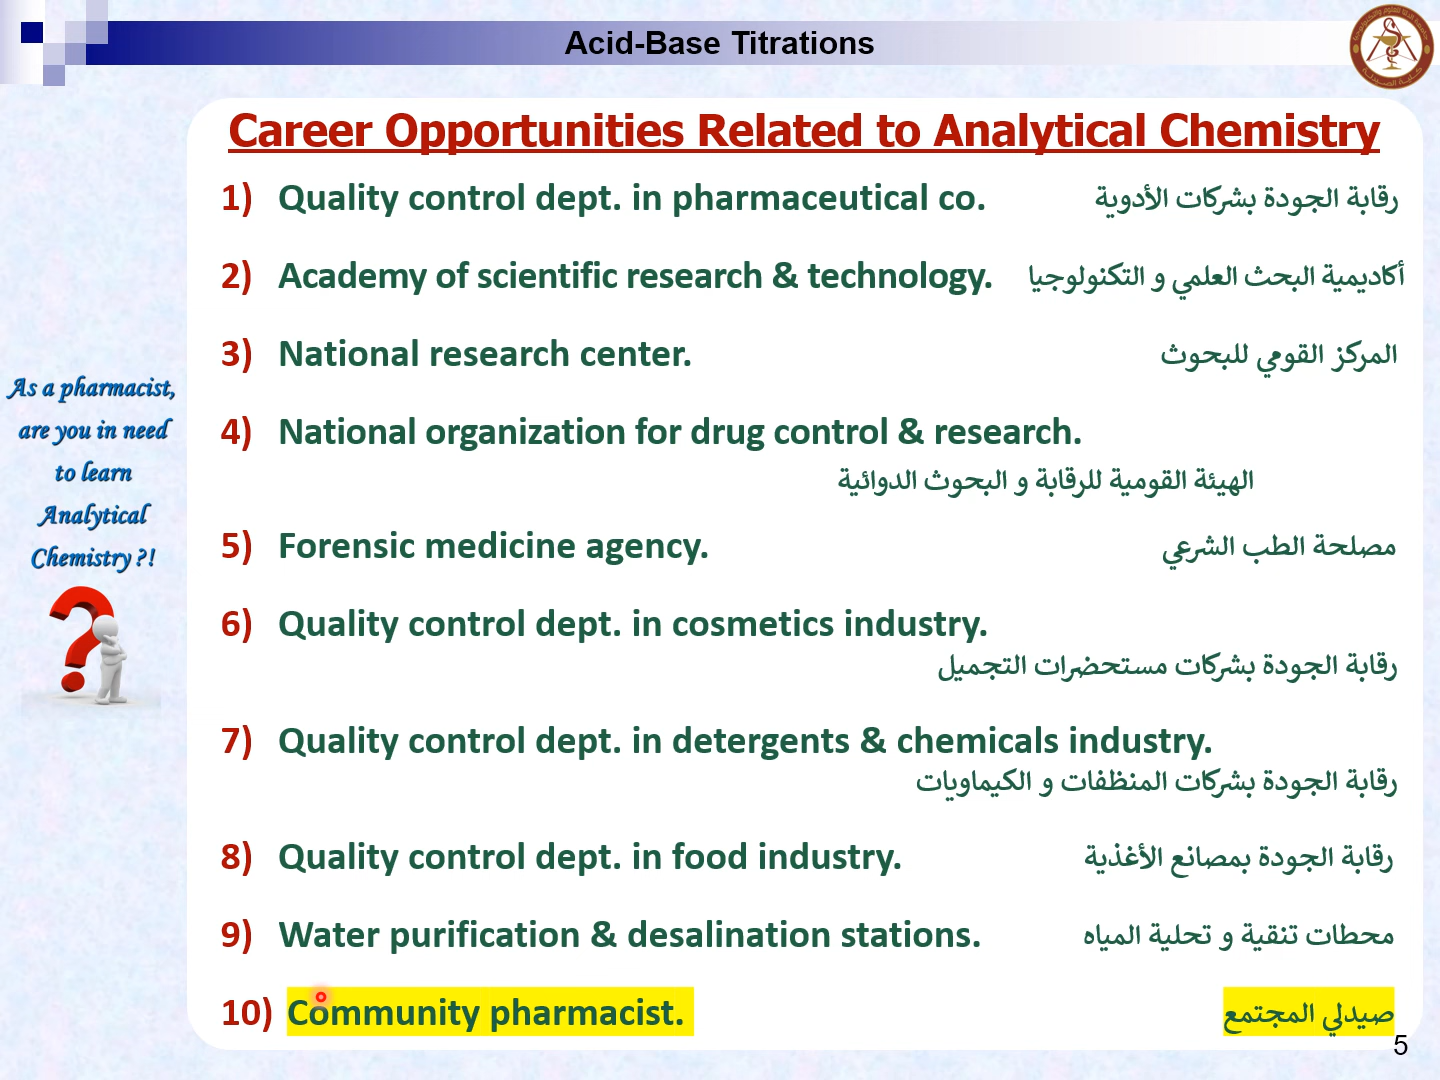 Acid-Base Titrations
Career Opportunities Related to Analytical Chemistry
1) Quality control dept. in pharmaceutical co. رقابة الجودة بشركات الأدوية
2) Academy of scientific research & technology. أكاديمية البحث العلمي و التكنولوجيا
3) National research center. المركز القومي للبحوث
4) National organization for drug control & research.
الهيئة القومية للرقابة و البحوث الدوائية
5) Forensic medicine agency. مصلحة الطب الشرعي
6) Quality control dept. in cosmetics industry.
رقابة الجودة بشركات مستحضرات التجميل
7) Quality control dept. in detergents & chemicals industry.
رقابة الجودة بشركات المنظفات و الكيماويات
8) Quality control dept. in food industry. رقابة الجودة بمصانع الأغذية
9) Water purification & desalination stations. محطات تنقية و تحلية المياه
10) Community pharmacist. صيدلي المجتمع
As a pharmacist,
are you in need
to learn
Analytical
Chemistry ?!
5